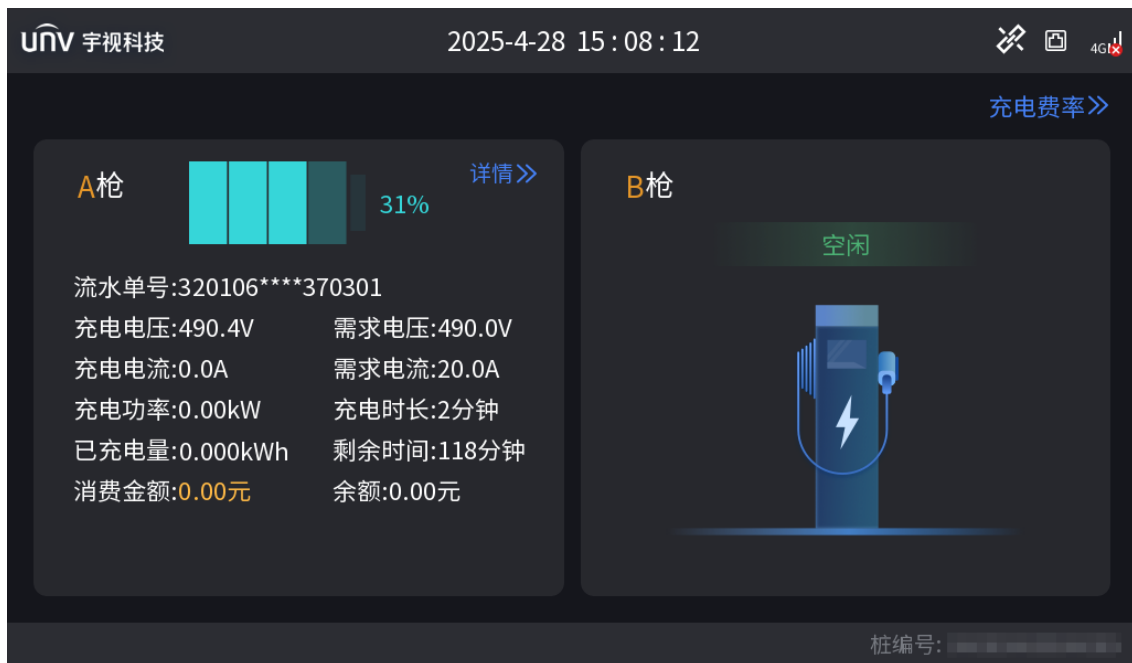 unv 宇视科技
2025-4-28 15:08:12
4G
充电费率
A枪
31%
详情
流水单号:320106****370301
充电电压:490.4V 需求电压:490.0V
充电电流:0.0A 需求电流:20.0A
充电功率:0.00kW 充电时长:2分钟
已充电量:0.000kWh 剩余时间:118分钟
消费金额:0.00元 余额:0.00元
B枪
空闲
桩编号: